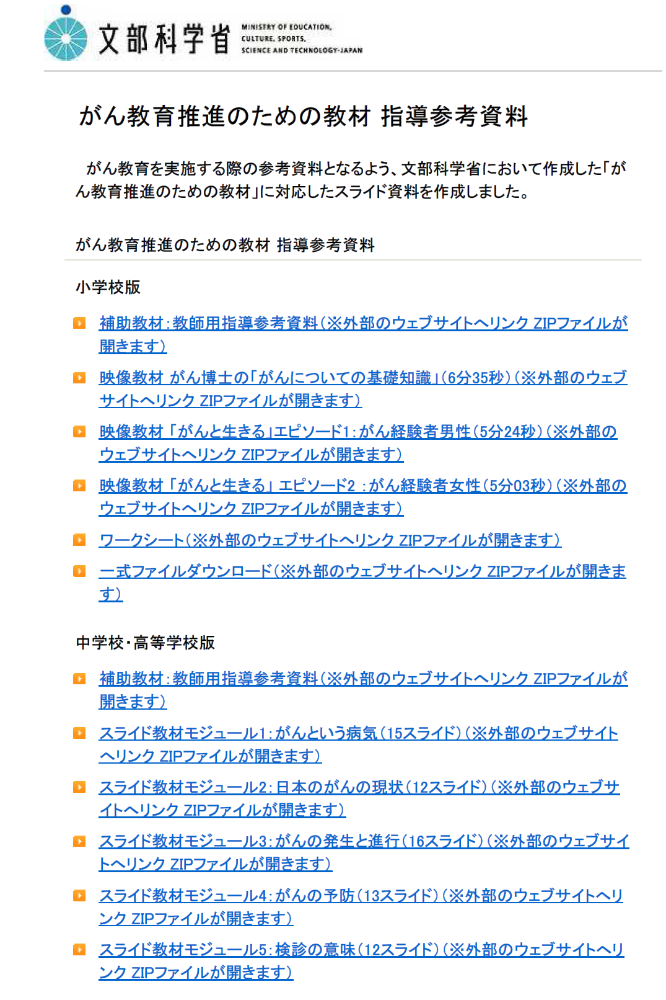 文部科学省
MINISTRY OF EDUCATION,
CULTURE, SPORTS,
SCIENCE AND TECHNOLOGY-JAPAN
がん教育推進のための教材 指導参考資料
がん教育を実施する際の参考資料となるよう、文部科学省において作成した「が
ん教育推進のための教材」に対応したスライド資料を作成しました。
がん教育推進のための教材 指導参考資料
小学校版
補助教材：教師用指導参考資料（※外部のウェブサイトへリンク ZIPファイルが
開きます）
映像教材 がん博士の「がんについての基礎知識」（6分35秒）（※外部のウェブ
サイトへリンク ZIPファイルが開きます）
映像教材 「がんと生きる」エピソード1：がん経験者男性（5分24秒）（※外部の
ウェブサイトへリンク ZIPファイルが開きます）
映像教材 「がんと生きる」 エピソード2 ：がん経験者女性（5分03秒）（※外部の
ウェブサイトへリンク ZIPファイルが開きます）
ワークシート（※外部のウェブサイトへリンク ZIPファイルが開きます）
一式ファイルダウンロード（※外部のウェブサイトへリンク ZIPファイルが開きま
す）
中学校・高等学校版
補助教材：教師用指導参考資料（※外部のウェブサイトへリンク ZIPファイルが
開きます）
スライド教材モジュール1：がんという病気（15スライド）（※外部のウェブサイト
へリンク ZIPファイルが開きます）
スライド教材モジュール2：日本のがんの現状（12スライド）（※外部のウェブサ
イトへリンク ZIPファイルが開きます）
スライド教材モジュール3：がんの発生と進行（16スライド）（※外部のウェブサイ
トへリンク ZIPファイルが開きます）
スライド教材モジュール4：がんの予防（13スライド）（※外部のウェブサイトへリ
ンク ZIPファイルが開きます）
スライド教材モジュール5：検診の意味（12スライド）（※外部のウェブサイトへリ
ンク ZIPファイルが開きます）